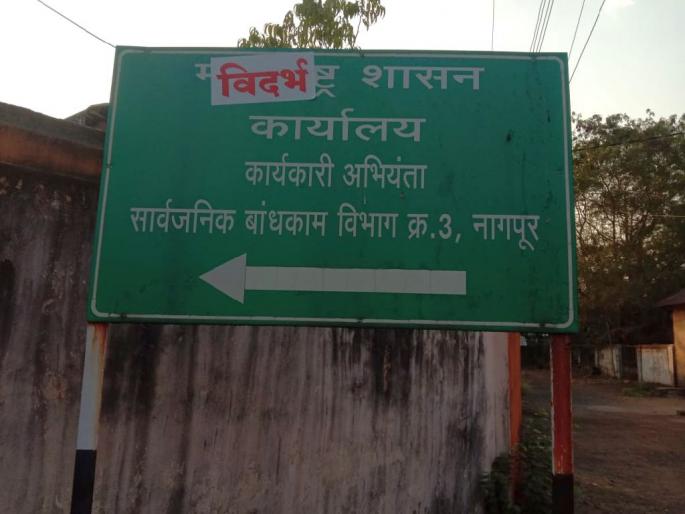 म विदर्भ ष्ट्र शासन
कार्यालय
कार्यकारी अभियंता
सार्वजनिक बांधकाम विभाग क्र.3, नागपूर